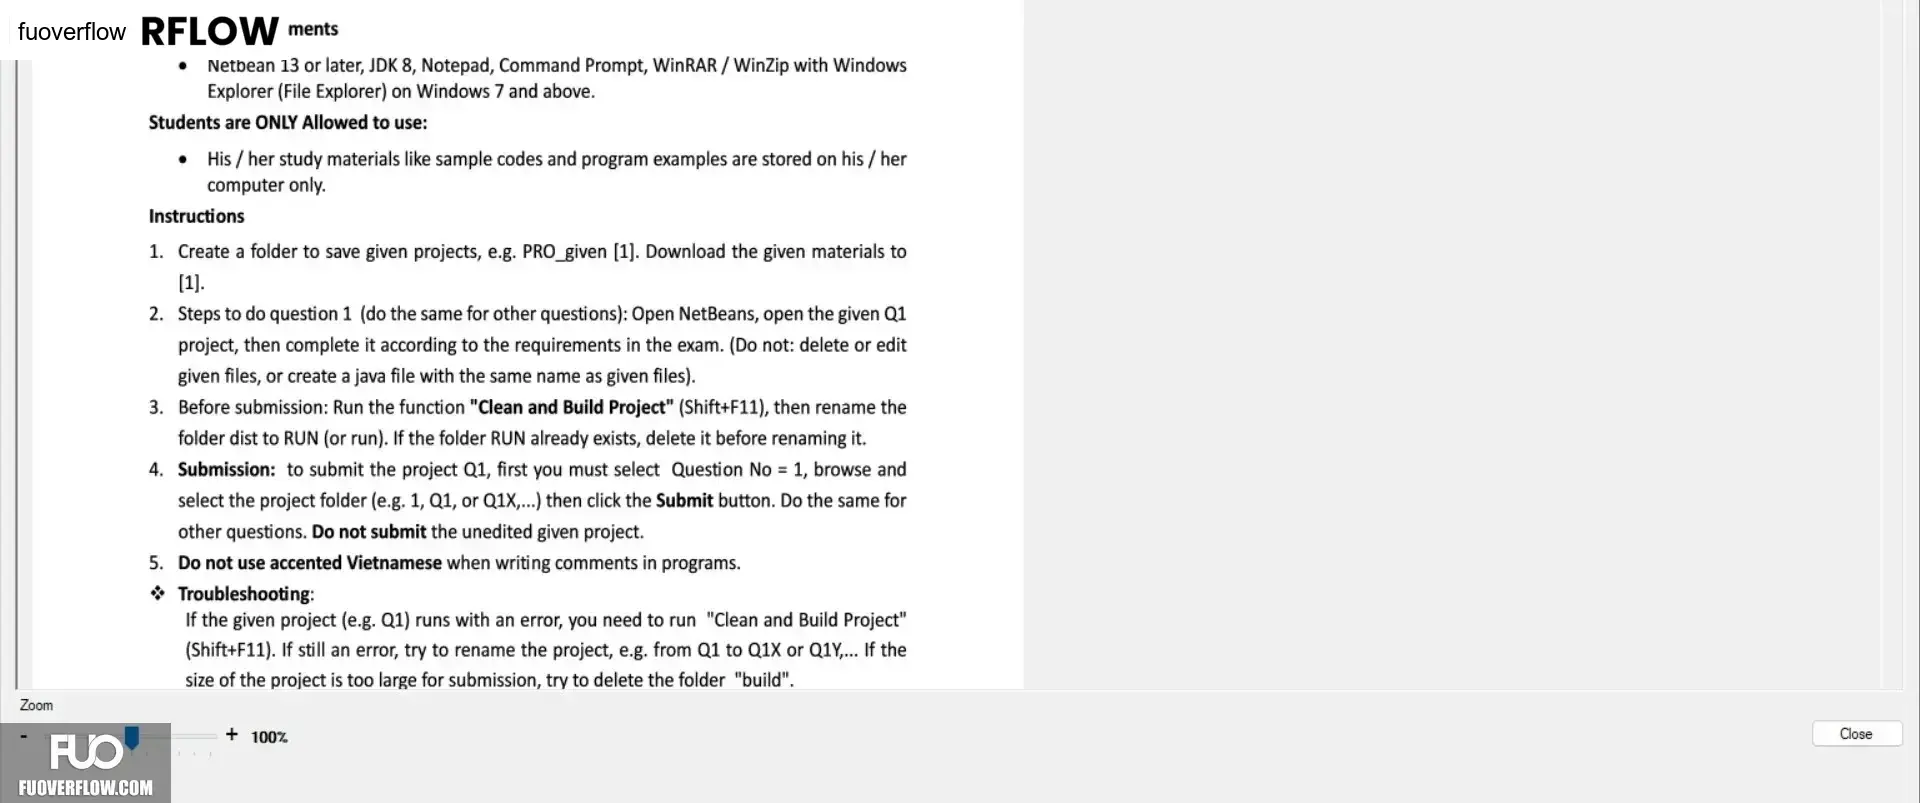 fuoverflow RFLOW ments
• Netbean 13 or later, JDK 8, Notepad, Command Prompt, WinRAR / WinZip with Windows
Explorer (File Explorer) on Windows 7 and above.
Students are ONLY Allowed to use:
• His / her study materials like sample codes and program examples are stored on his / her
computer only.
Instructions
1. Create a folder to save given projects, e.g. PRO_given [1]. Download the given materials to
[1].
2. Steps to do question 1 (do the same for other questions): Open NetBeans, open the given Q1
project, then complete it according to the requirements in the exam. (Do not: delete or edit
given files, or create a java file with the same name as given files).
3. Before submission: Run the function "Clean and Build Project" (Shift+F11), then rename the
folder dist to RUN (or run). If the folder RUN already exists, delete it before renaming it.
4. Submission: to submit the project Q1, first you must select Question No = 1, browse and
select the project folder (e.g. 1, Q1, or Q1X,...) then click the Submit button. Do the same for
other questions. Do not submit the unedited given project.
5. Do not use accented Vietnamese when writing comments in programs.
❖ Troubleshooting:
If the given project (e.g. Q1) runs with an error, you need to run "Clean and Build Project"
(Shift+F11). If still an error, try to rename the project, e.g. from Q1 to Q1X or Q1Y,... If the
size of the project is too large for submission, try to delete the folder "build".
Zoom
- + 100%
Close
FUO
FUOVERFLOW.COM